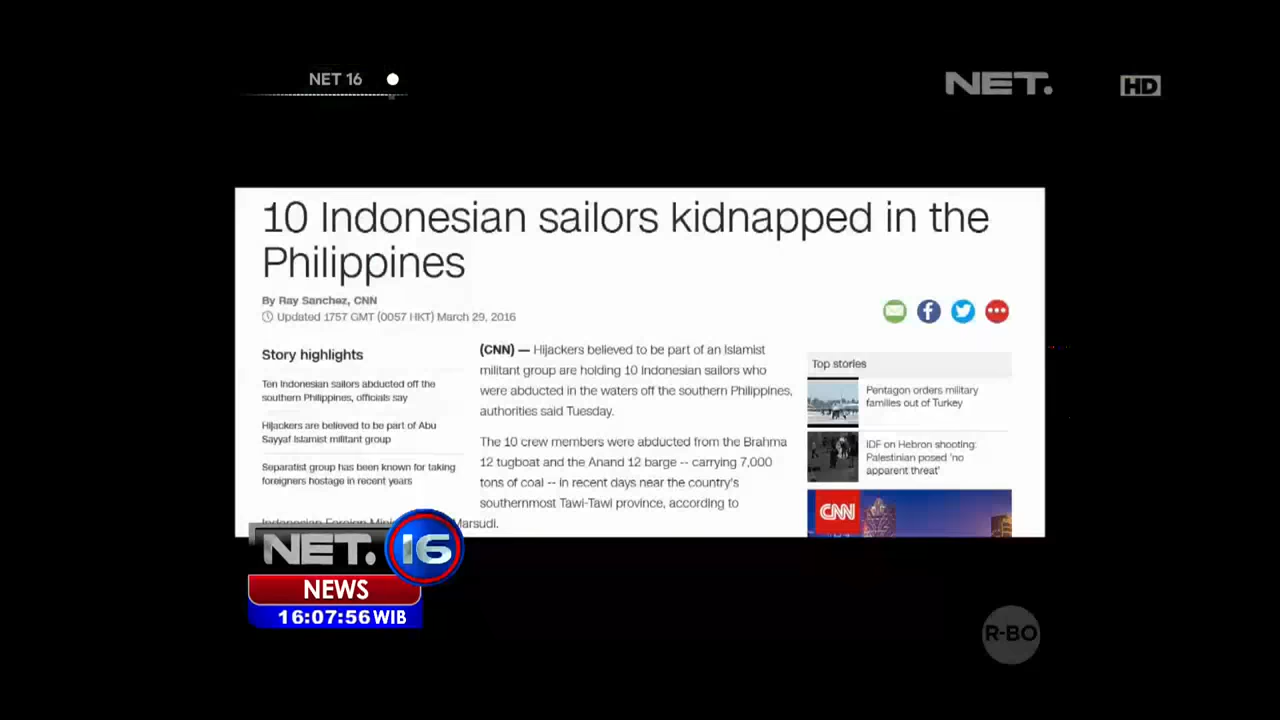 NET 16
NET.
HD
10 Indonesian sailors kidnapped in the
Philippines
By Ray Sanchez, CNN
Updated 1757 GMT (0057 HKT) March 29, 2016
Story highlights
Ten Indonesian sailors abducted off the
southern Philippines, officials say
Hijackers are believed to be part of Abu
Sayyaf Islamist militant group
Separatist group has been known for taking
foreigners hostage in recent years
Indonesian Foreign Marsudi.
(CNN) — Hijackers believed to be part of an Islamist
militant group are holding 10 Indonesian sailors who
were abducted in the waters off the southern Philippines,
authorities said Tuesday.
The 10 crew members were abducted from the Brahma
12 tugboat and the Anand 12 barge -- carrying 7,000
tons of coal -- in recent days near the country's
southernmost Tawi-Tawi province, according to
Top stories
Pentagon orders military
families out of Turkey
IDF on Hebron shooting:
Palestinian posed 'no
apparent threat'
CNN
NET. 16
NEWS
16:07:56 WIB
R-BO